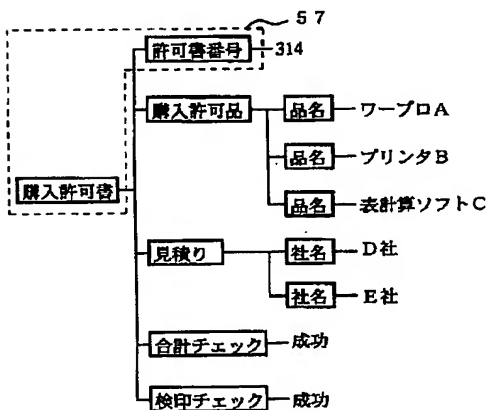 57
許可書番号 314
購入許可品 品名 ワープロA
品名 プリンタB
購入許可書 品名 表計算ソフトC
見積り 社名 D社
社名 E社
合計チェック 成功
検印チェック 成功